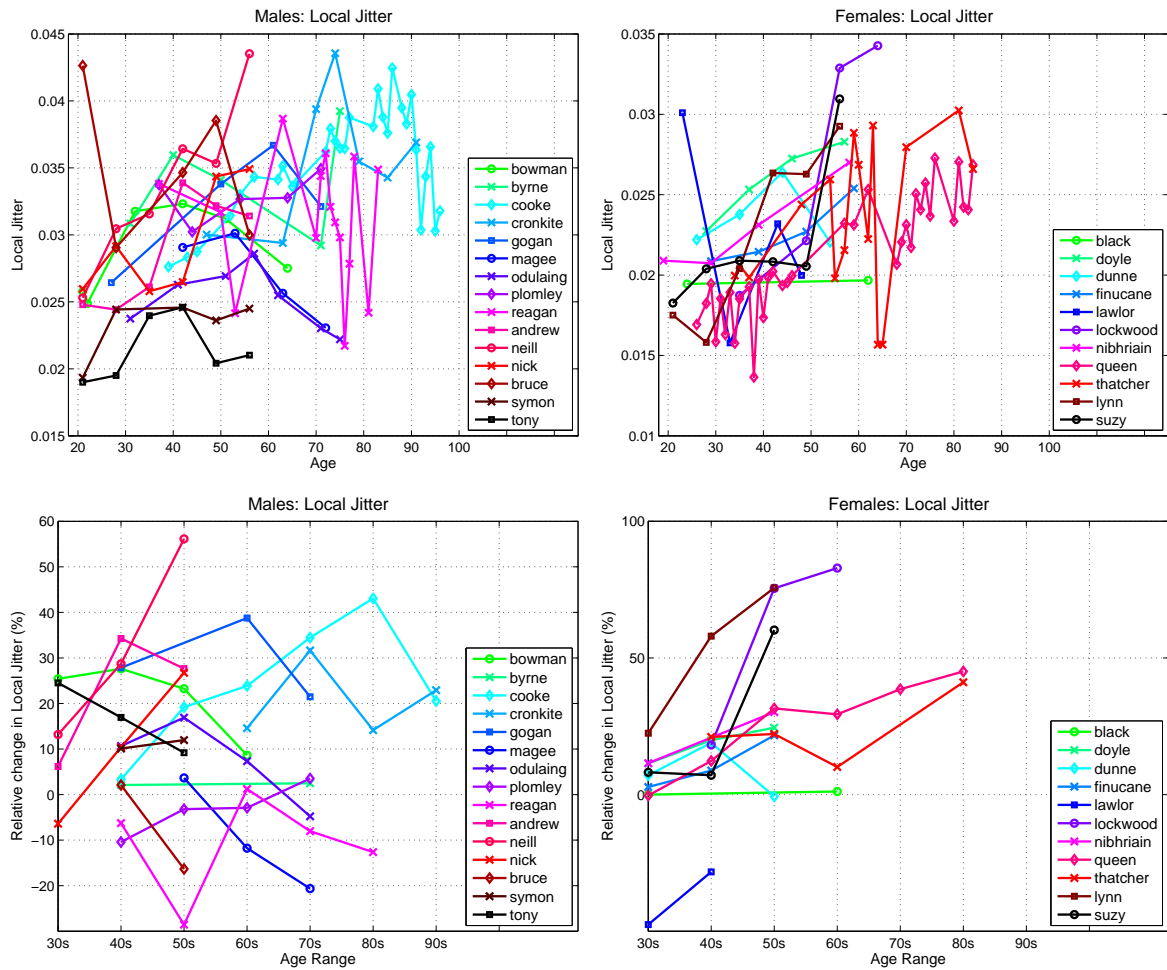 Males: Local Jitter
Local Jitter
0.045
0.04
0.035
0.03
0.025
0.02
0.015
20 30 40 50 60 70 80 90 100
Age
bowman
byrne
cooke
cronkite
gogan
magee
odulaing
plomley
reagan
andrew
neill
nick
bruce
symon
tony
Females: Local Jitter
Local Jitter
0.035
0.03
0.025
0.02
0.015
0.01
20 30 40 50 60 70 80 90 100
Age
black
doyle
dunne
finucane
lawlor
lockwood
nibhriain
queen
thatcher
lynn
suzy
Males: Local Jitter
Relative change in Local Jitter (%)
60
50
40
30
20
10
0
−10
−20
30s 40s 50s 60s 70s 80s 90s
Age Range
bowman
byrne
cooke
cronkite
gogan
magee
odulaing
plomley
reagan
andrew
neill
nick
bruce
symon
tony
Females: Local Jitter
Relative change in Local Jitter (%)
100
50
0
30s 40s 50s 60s 70s 80s 90s
Age Range
black
doyle
dunne
finucane
lawlor
lockwood
nibhriain
queen
thatcher
lynn
suzy